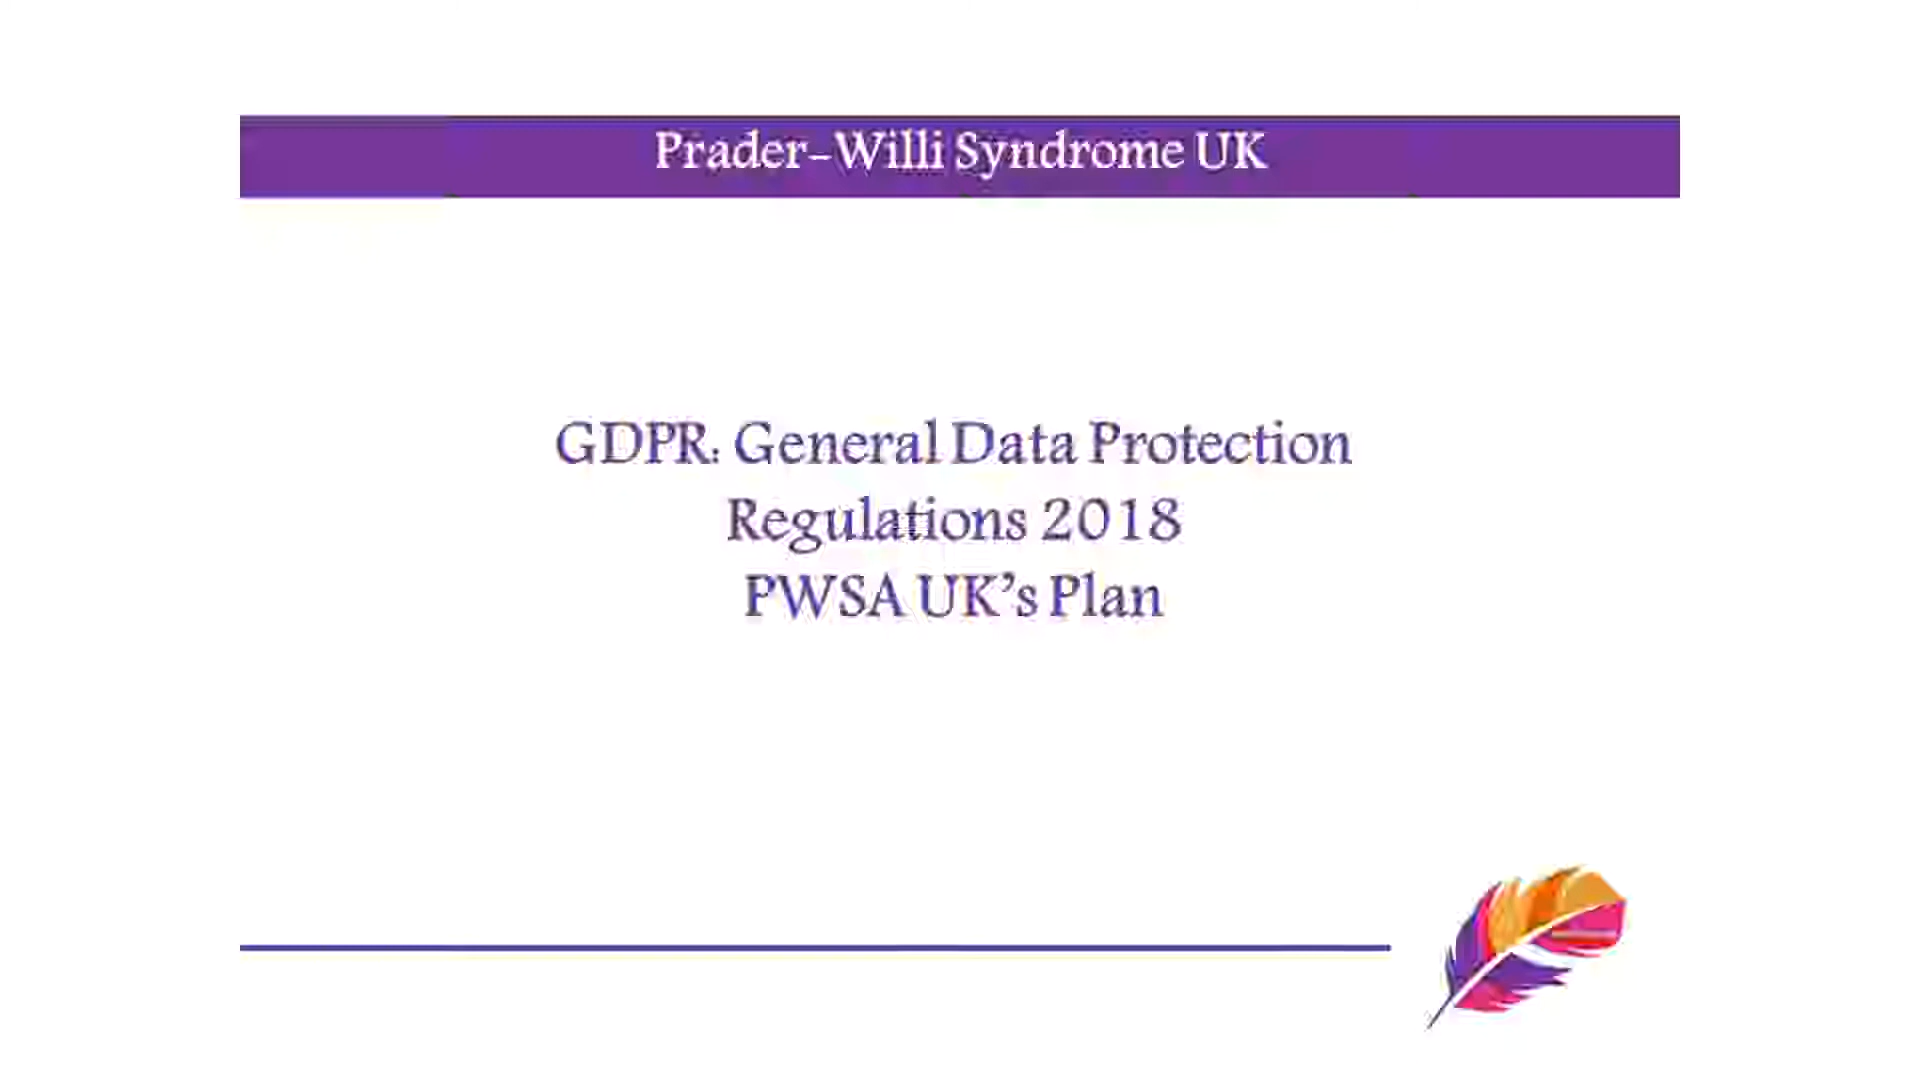 Prader-Willi Syndrome UK
GDPR: General Data Protection
Regulations 2018
PWSA UK’s Plan